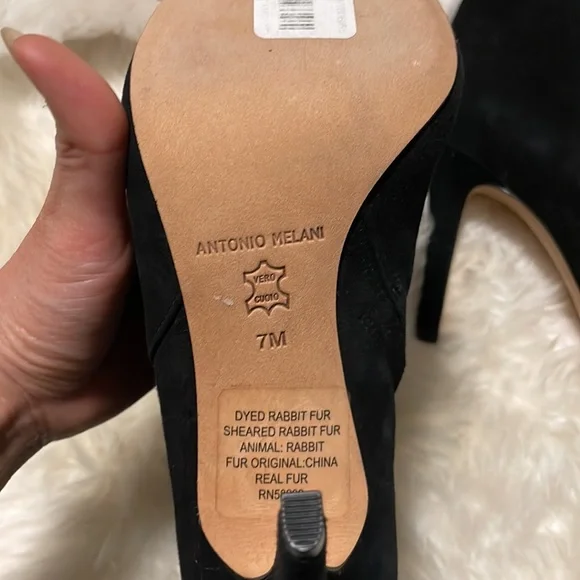 ANTONIO MELANI
VERO
CUOIO
7M
DYED RABBIT FUR
SHEARED RABBIT FUR
ANIMAL: RABBIT
FUR ORIGINAL:CHINA
REAL FUR